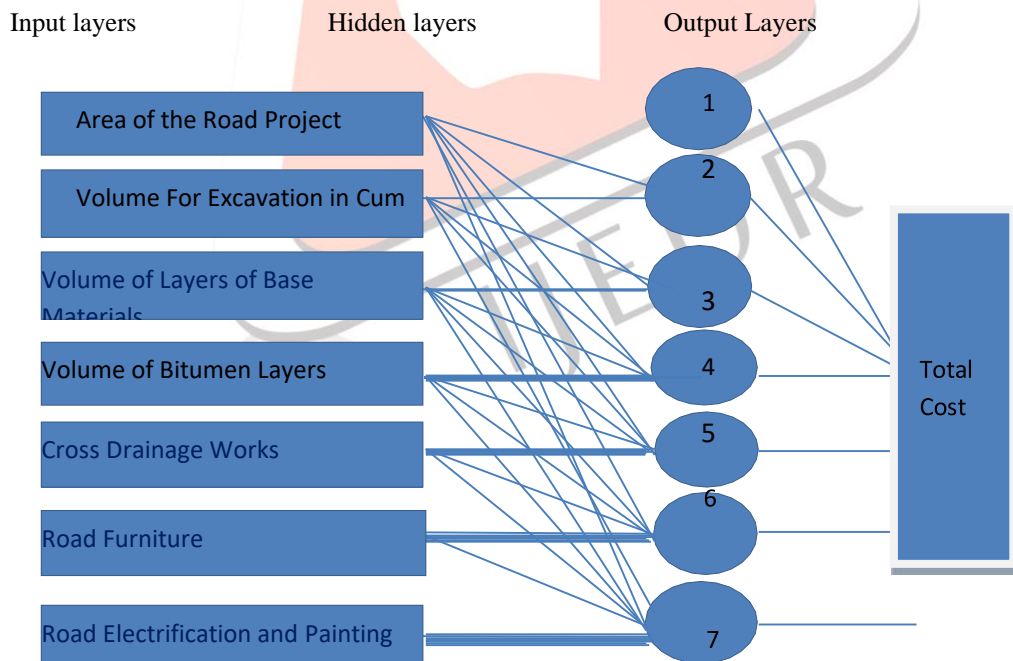 Input layers Hidden layers Output Layers
Area of the Road Project
1
Volume For Excavation in Cum
2
Volume of Layers of Base
Materials
3
Volume of Bitumen Layers
4
Total
Cost
Cross Drainage Works
5
Road Furniture
6
Road Electrification and Painting
7
IJEDR